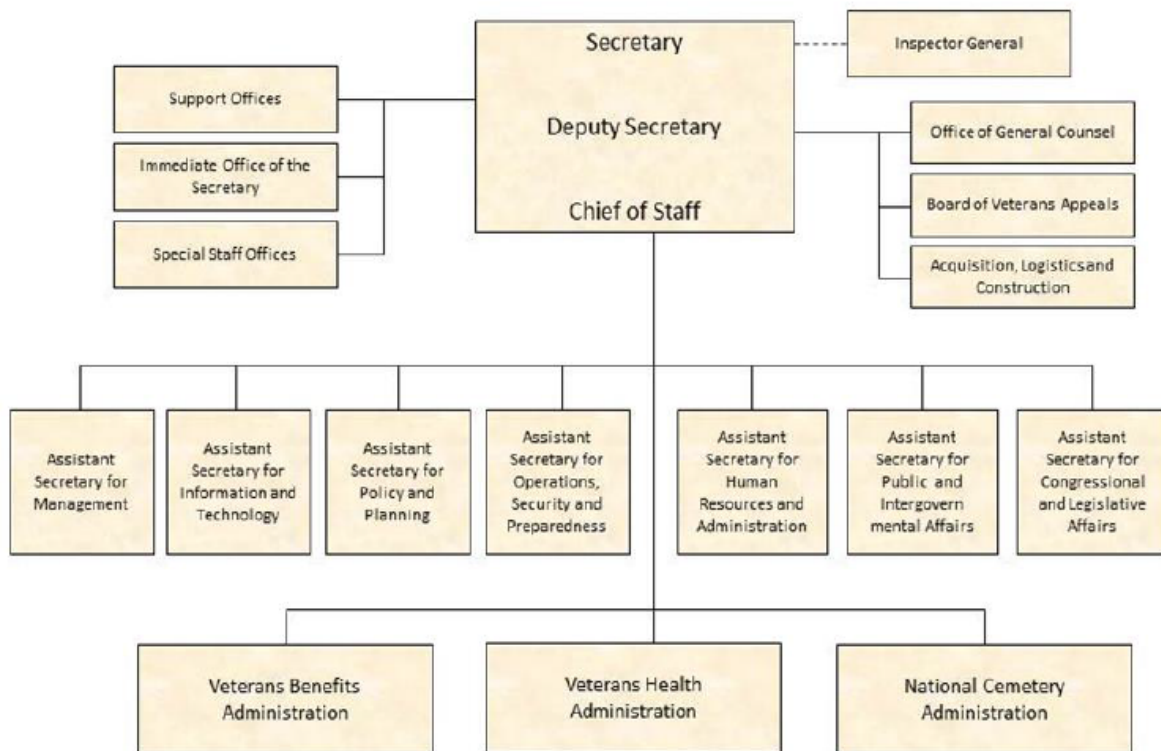 Secretary
Deputy Secretary
Chief of Staff
Inspector General
Support Offices
Immediate Office of the
Secretary
Special Staff Offices
Office of General Counsel
Board of Veterans Appeals
Acquisition, Logistics and
Construction
Assistant
Secretary for
Management
Assistant
Secretary for
Information and
Technology
Assistant
Secretary for
Policy and
Planning
Assistant
Secretary for
Operations,
Security and
Preparedness
Assistant
Secretary for
Human
Resources and
Administration
Assistant
Secretary for
Public and
Intergovern
mental Affairs
Assistant
Secretary for
Congressional
and Legislative
Affairs
Veterans Benefits
Administration
Veterans Health
Administration
National Cemetery
Administration